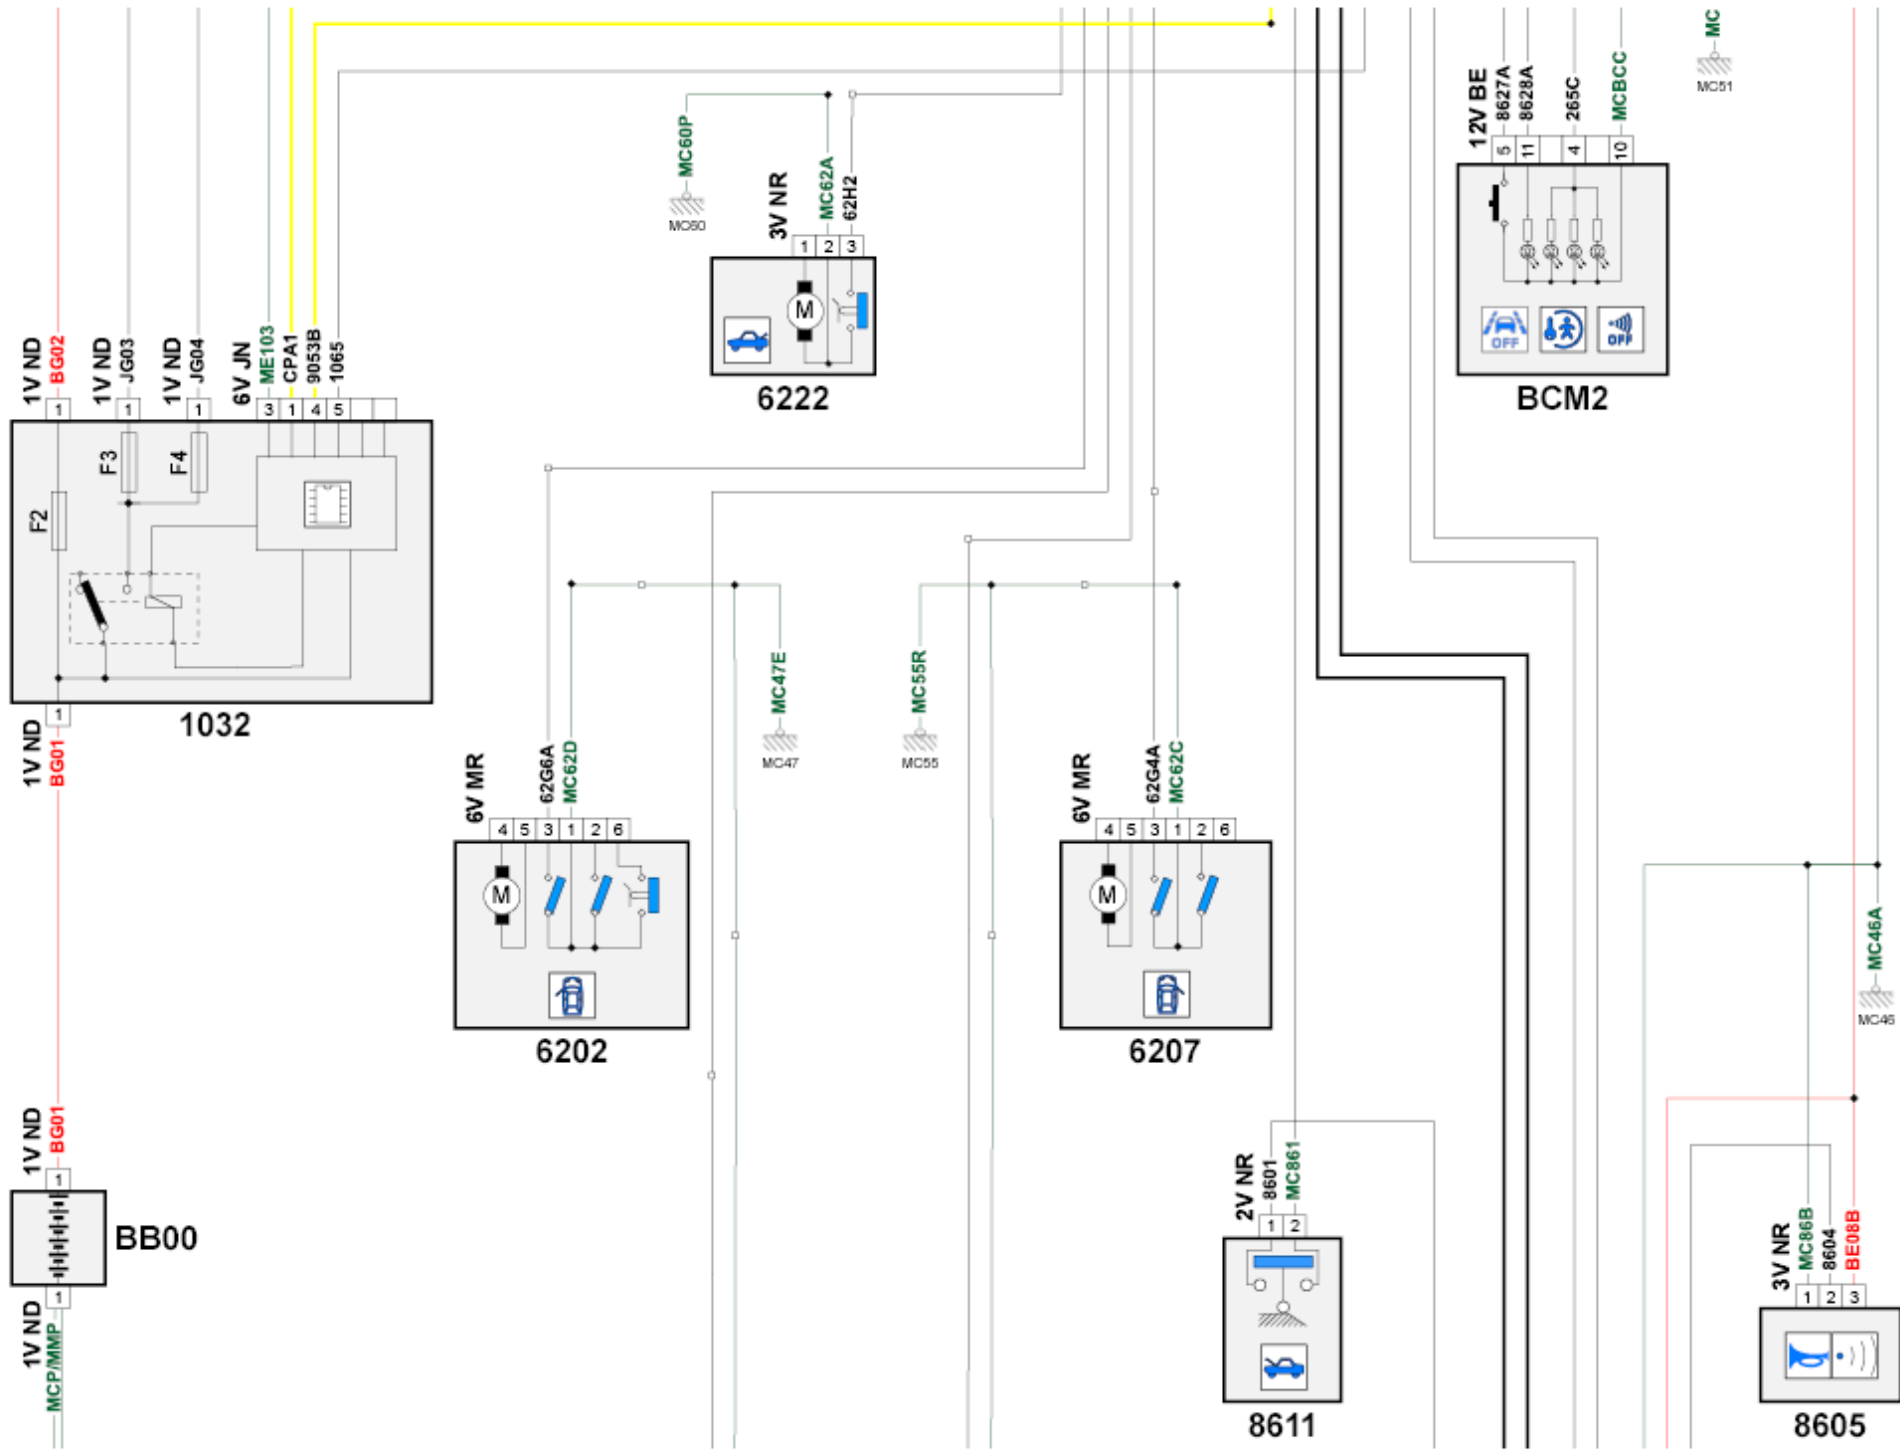 1V ND
BG02
1V ND
JG03
1V ND
JG04
6V JN
ME103
CPA1
9053B
1065
1
1
1
3
1
4
5
F2
F3
F4
1032
1V ND
1
BG01
1V ND
BG01
1
BB00
1V ND
1
MCP/MMP
MC60P
MC60
3V NR
MC62A
62H2
1
2
3
M
6222
12V BE
8627A
8628A
265C
MCBCC
5
11
4
10
OFF
OFF
BCM2
MC
MC51
MC47E
MC47
MC55R
MC55
6V MR
62G6A
MC62D
4
5
3
1
2
6
M
6202
6V MR
62G4A
MC62C
4
5
3
1
2
6
M
6207
MC46A
MC46
2V NR
8601
MC861
1
2
8611
3V NR
MC86B
8604
BE08B
1
2
3
8605